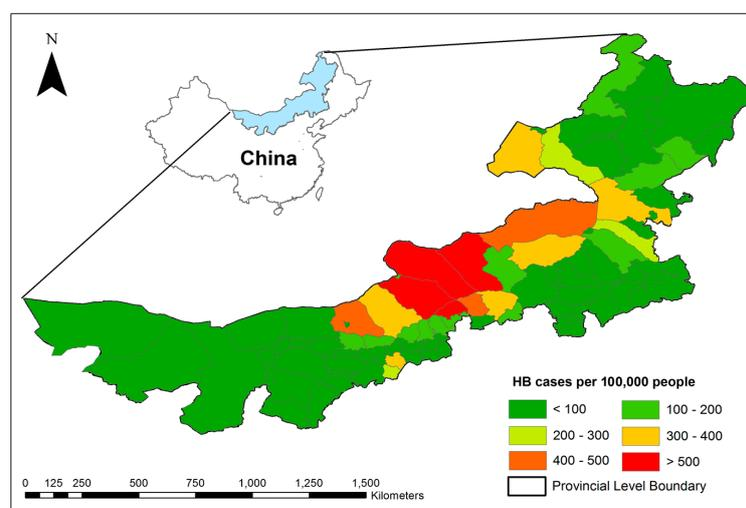 N
China
HB cases per 100,000 people
< 100
100 - 200
200 - 300
300 - 400
400 - 500
> 500
Provincial Level Boundary
0 125 250 500 750 1,000 1,250 1,500
Kilometers